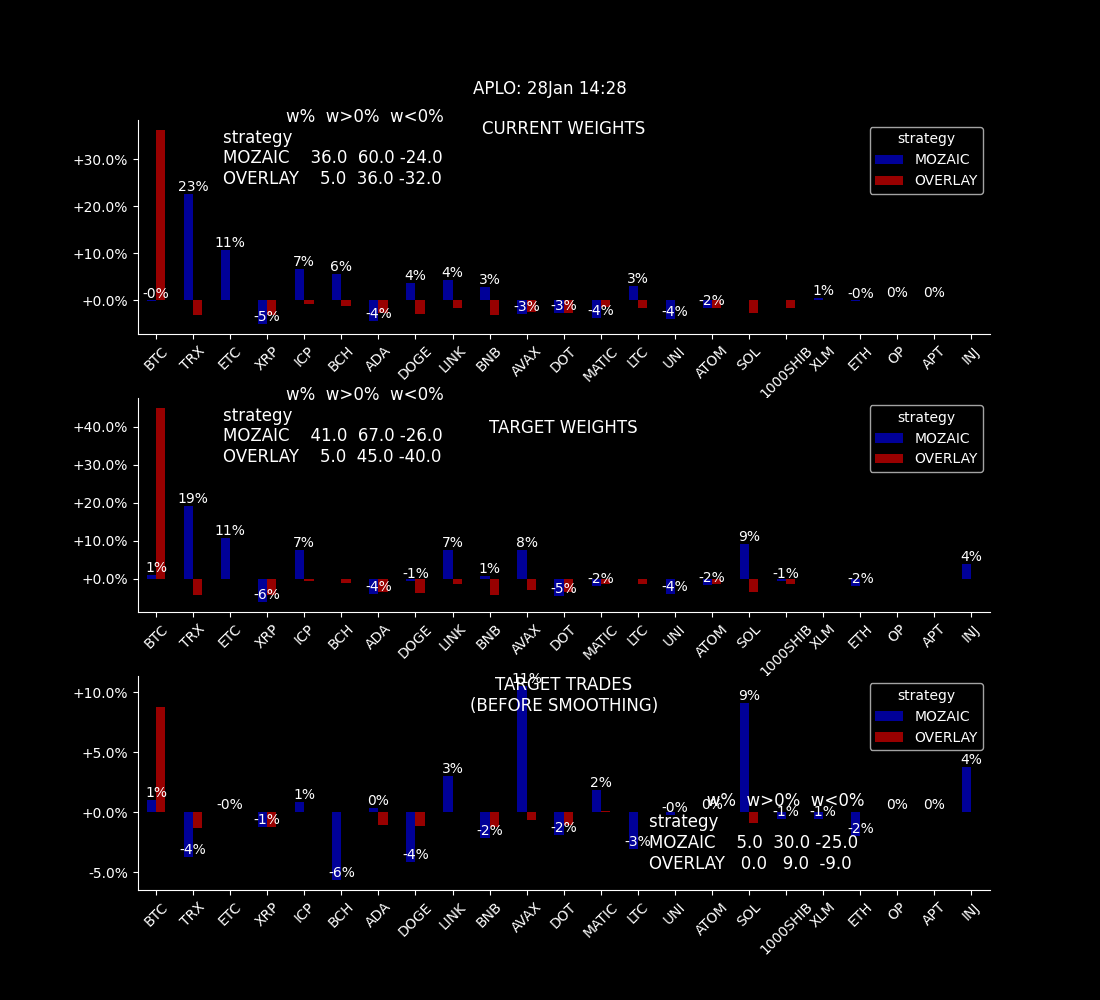 APLO: 28Jan 14:28
CURRENT WEIGHTS
w% w>0% w<0%
strategy
MOZAIC 36.0 60.0 -24.0
OVERLAY 5.0 36.0 -32.0
strategy
MOZAIC
OVERLAY
+30.0%
+20.0%
+10.0%
+0.0%
-0% 23% 11% -5% 7% 6% -4% 4% 4% 3% -3% -3% -4% 3% -4% -2% 1% -0% 0% 0%
BTC TRX ETC XRP ICP BCH ADA DOGE LINK BNB AVAX DOT MATIC LTC UNI ATOM SOL 1000SHIB XLM ETH OP APT INJ
TARGET WEIGHTS
w% w>0% w<0%
strategy
MOZAIC 41.0 67.0 -26.0
OVERLAY 5.0 45.0 -40.0
strategy
MOZAIC
OVERLAY
+40.0%
+30.0%
+20.0%
+10.0%
+0.0%
1% 19% 11% -6% 7% -4% -1% 7% 1% 8% -5% -2% -4% -2% 9% -1% -2% 4%
BTC TRX ETC XRP ICP BCH ADA DOGE LINK BNB AVAX DOT MATIC LTC UNI ATOM SOL 1000SHIB XLM ETH OP APT INJ
TARGET TRADES
(BEFORE SMOOTHING)
strategy
MOZAIC
OVERLAY
+10.0%
+5.0%
+0.0%
-5.0%
1% -4% -0% -1% 1% -6% 0% -4% 3% -2% 11% -2% 2% -3% -0% 0% 9% -1% -1% -2% 0% 0% 4%
w% w>0% w<0%
strategy
MOZAIC 5.0 30.0 -25.0
OVERLAY 0.0 9.0 -9.0
BTC TRX ETC XRP ICP BCH ADA DOGE LINK BNB AVAX DOT MATIC LTC UNI ATOM SOL 1000SHIB XLM ETH OP APT INJ